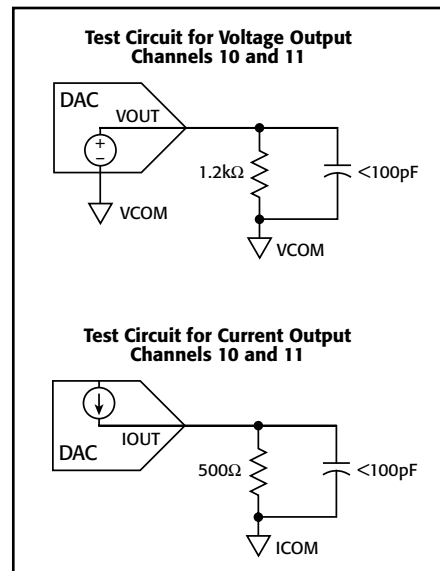 Test Circuit for Voltage Output
Channels 10 and 11
DAC
VOUT
+
–
1.2kΩ
<100pF
VCOM
VCOM
Test Circuit for Current Output
Channels 10 and 11
DAC
IOUT
500Ω
<100pF
ICOM